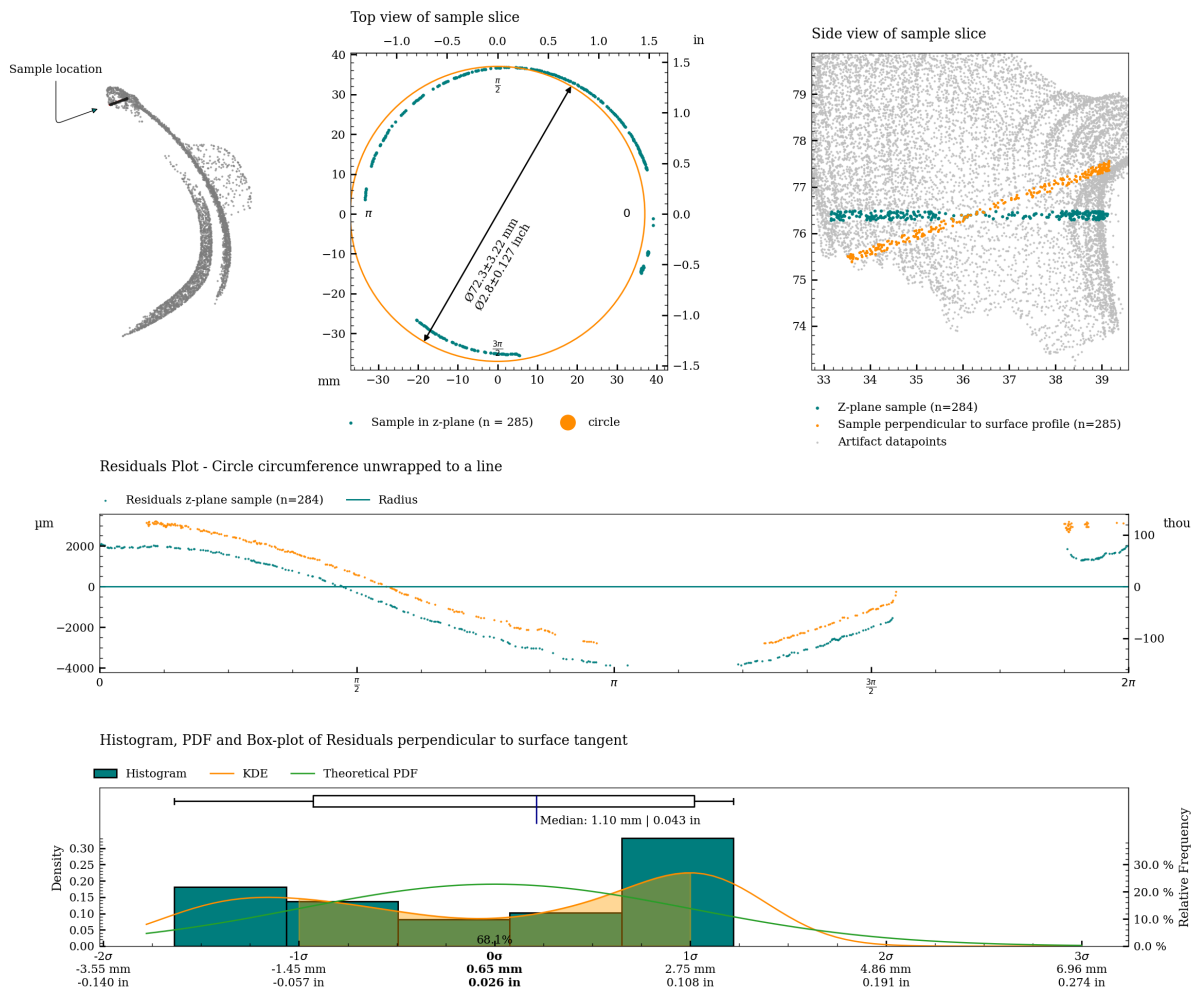 Top view of sample slice
−1.0 −0.5 0.0 0.5 1.0 1.5 in
Side view of sample slice
Sample location
40
30
20
10
0
−10
−20
−30
1.5
1.0
0.5
0.0
−0.5
−1.0
−1.5
π/2
π
0
3π/2
Ø72.3±3.22 mm
Ø2.8±0.127 inch
mm −30 −20 −10 0 10 20 30 40
79
78
77
76
75
74
33 34 35 36 37 38 39
Sample in z-plane (n = 285) circle
Z-plane sample (n=284)
Sample perpendicular to surface profile (n=285)
Artifact datapoints
Residuals Plot - Circle circumference unwrapped to a line
Residuals z-plane sample (n=284) Radius
µm
2000
0
−2000
−4000
thou
100
0
−100
0 π/2 π 3π/2 2π
Histogram, PDF and Box-plot of Residuals perpendicular to surface tangent
Histogram KDE Theoretical PDF
Median: 1.10 mm | 0.043 in
Density
0.30
0.25
0.20
0.15
0.10
0.05
0.00
Relative Frequency
30.0 %
20.0 %
10.0 %
0.0 %
68.1%
-2σ -1σ 0σ 1σ 2σ 3σ
-3.55 mm -1.45 mm 0.65 mm 2.75 mm 4.86 mm 6.96 mm
-0.140 in -0.057 in 0.026 in 0.108 in 0.191 in 0.274 in